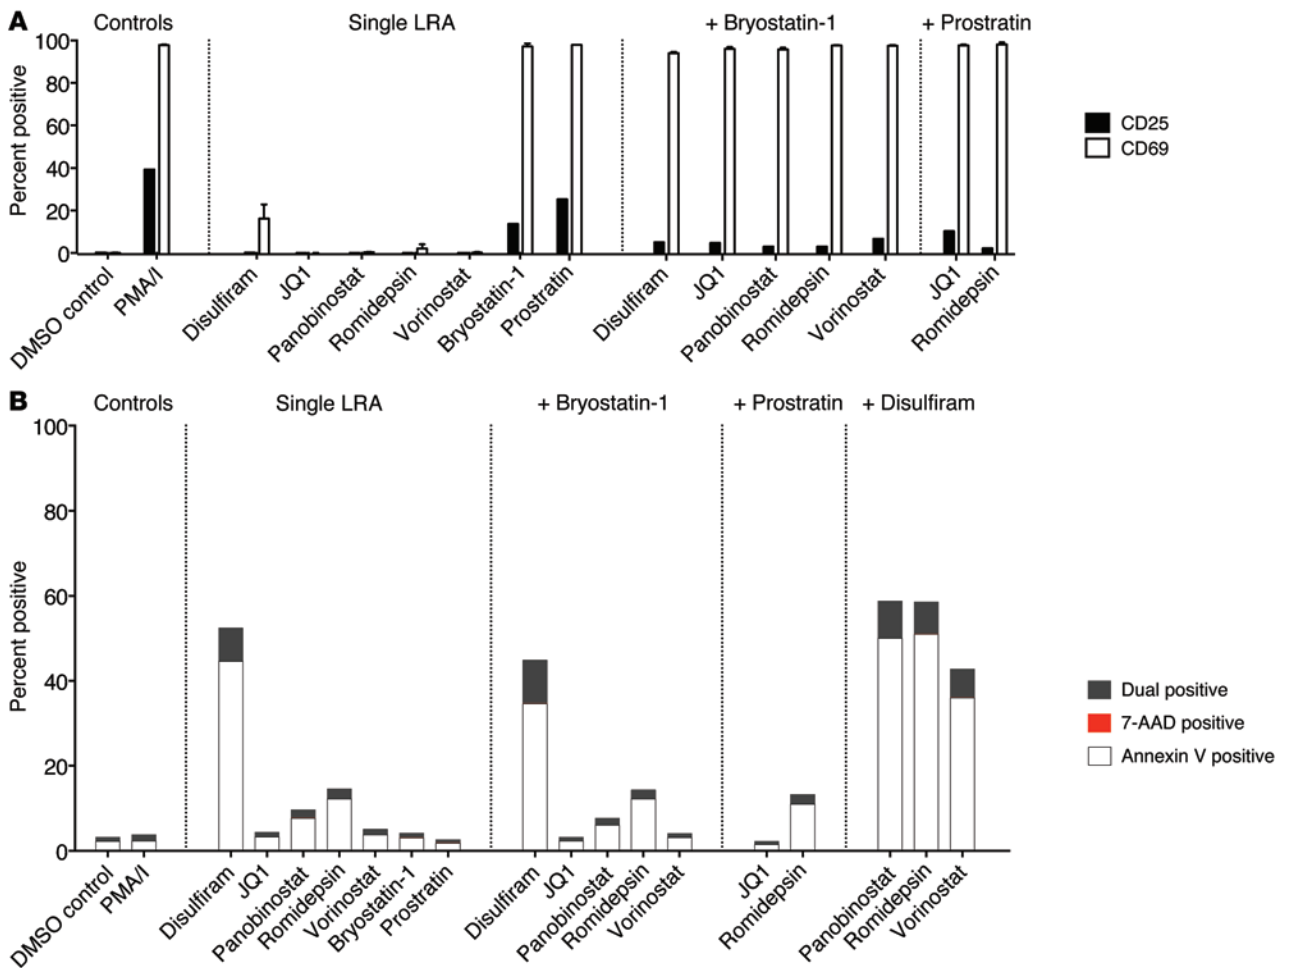 A
Controls
Single LRA
+ Bryostatin-1
+ Prostratin
Percent positive
100
80
60
40
20
0
DMSO control
PMA/I
Disulfiram
JQ1
Panobinostat
Romidepsin
Vorinostat
Bryostatin-1
Prostratin
Disulfiram
JQ1
Panobinostat
Romidepsin
Vorinostat
JQ1
Romidepsin
CD25
CD69
B
Controls
Single LRA
+ Bryostatin-1
+ Prostratin
+ Disulfiram
Percent positive
100
80
60
40
20
0
DMSO control
PMA/I
Disulfiram
JQ1
Panobinostat
Romidepsin
Vorinostat
Bryostatin-1
Prostratin
Disulfiram
JQ1
Panobinostat
Romidepsin
Vorinostat
JQ1
Romidepsin
Panobinostat
Romidepsin
Vorinostat
Dual positive
7-AAD positive
Annexin V positive